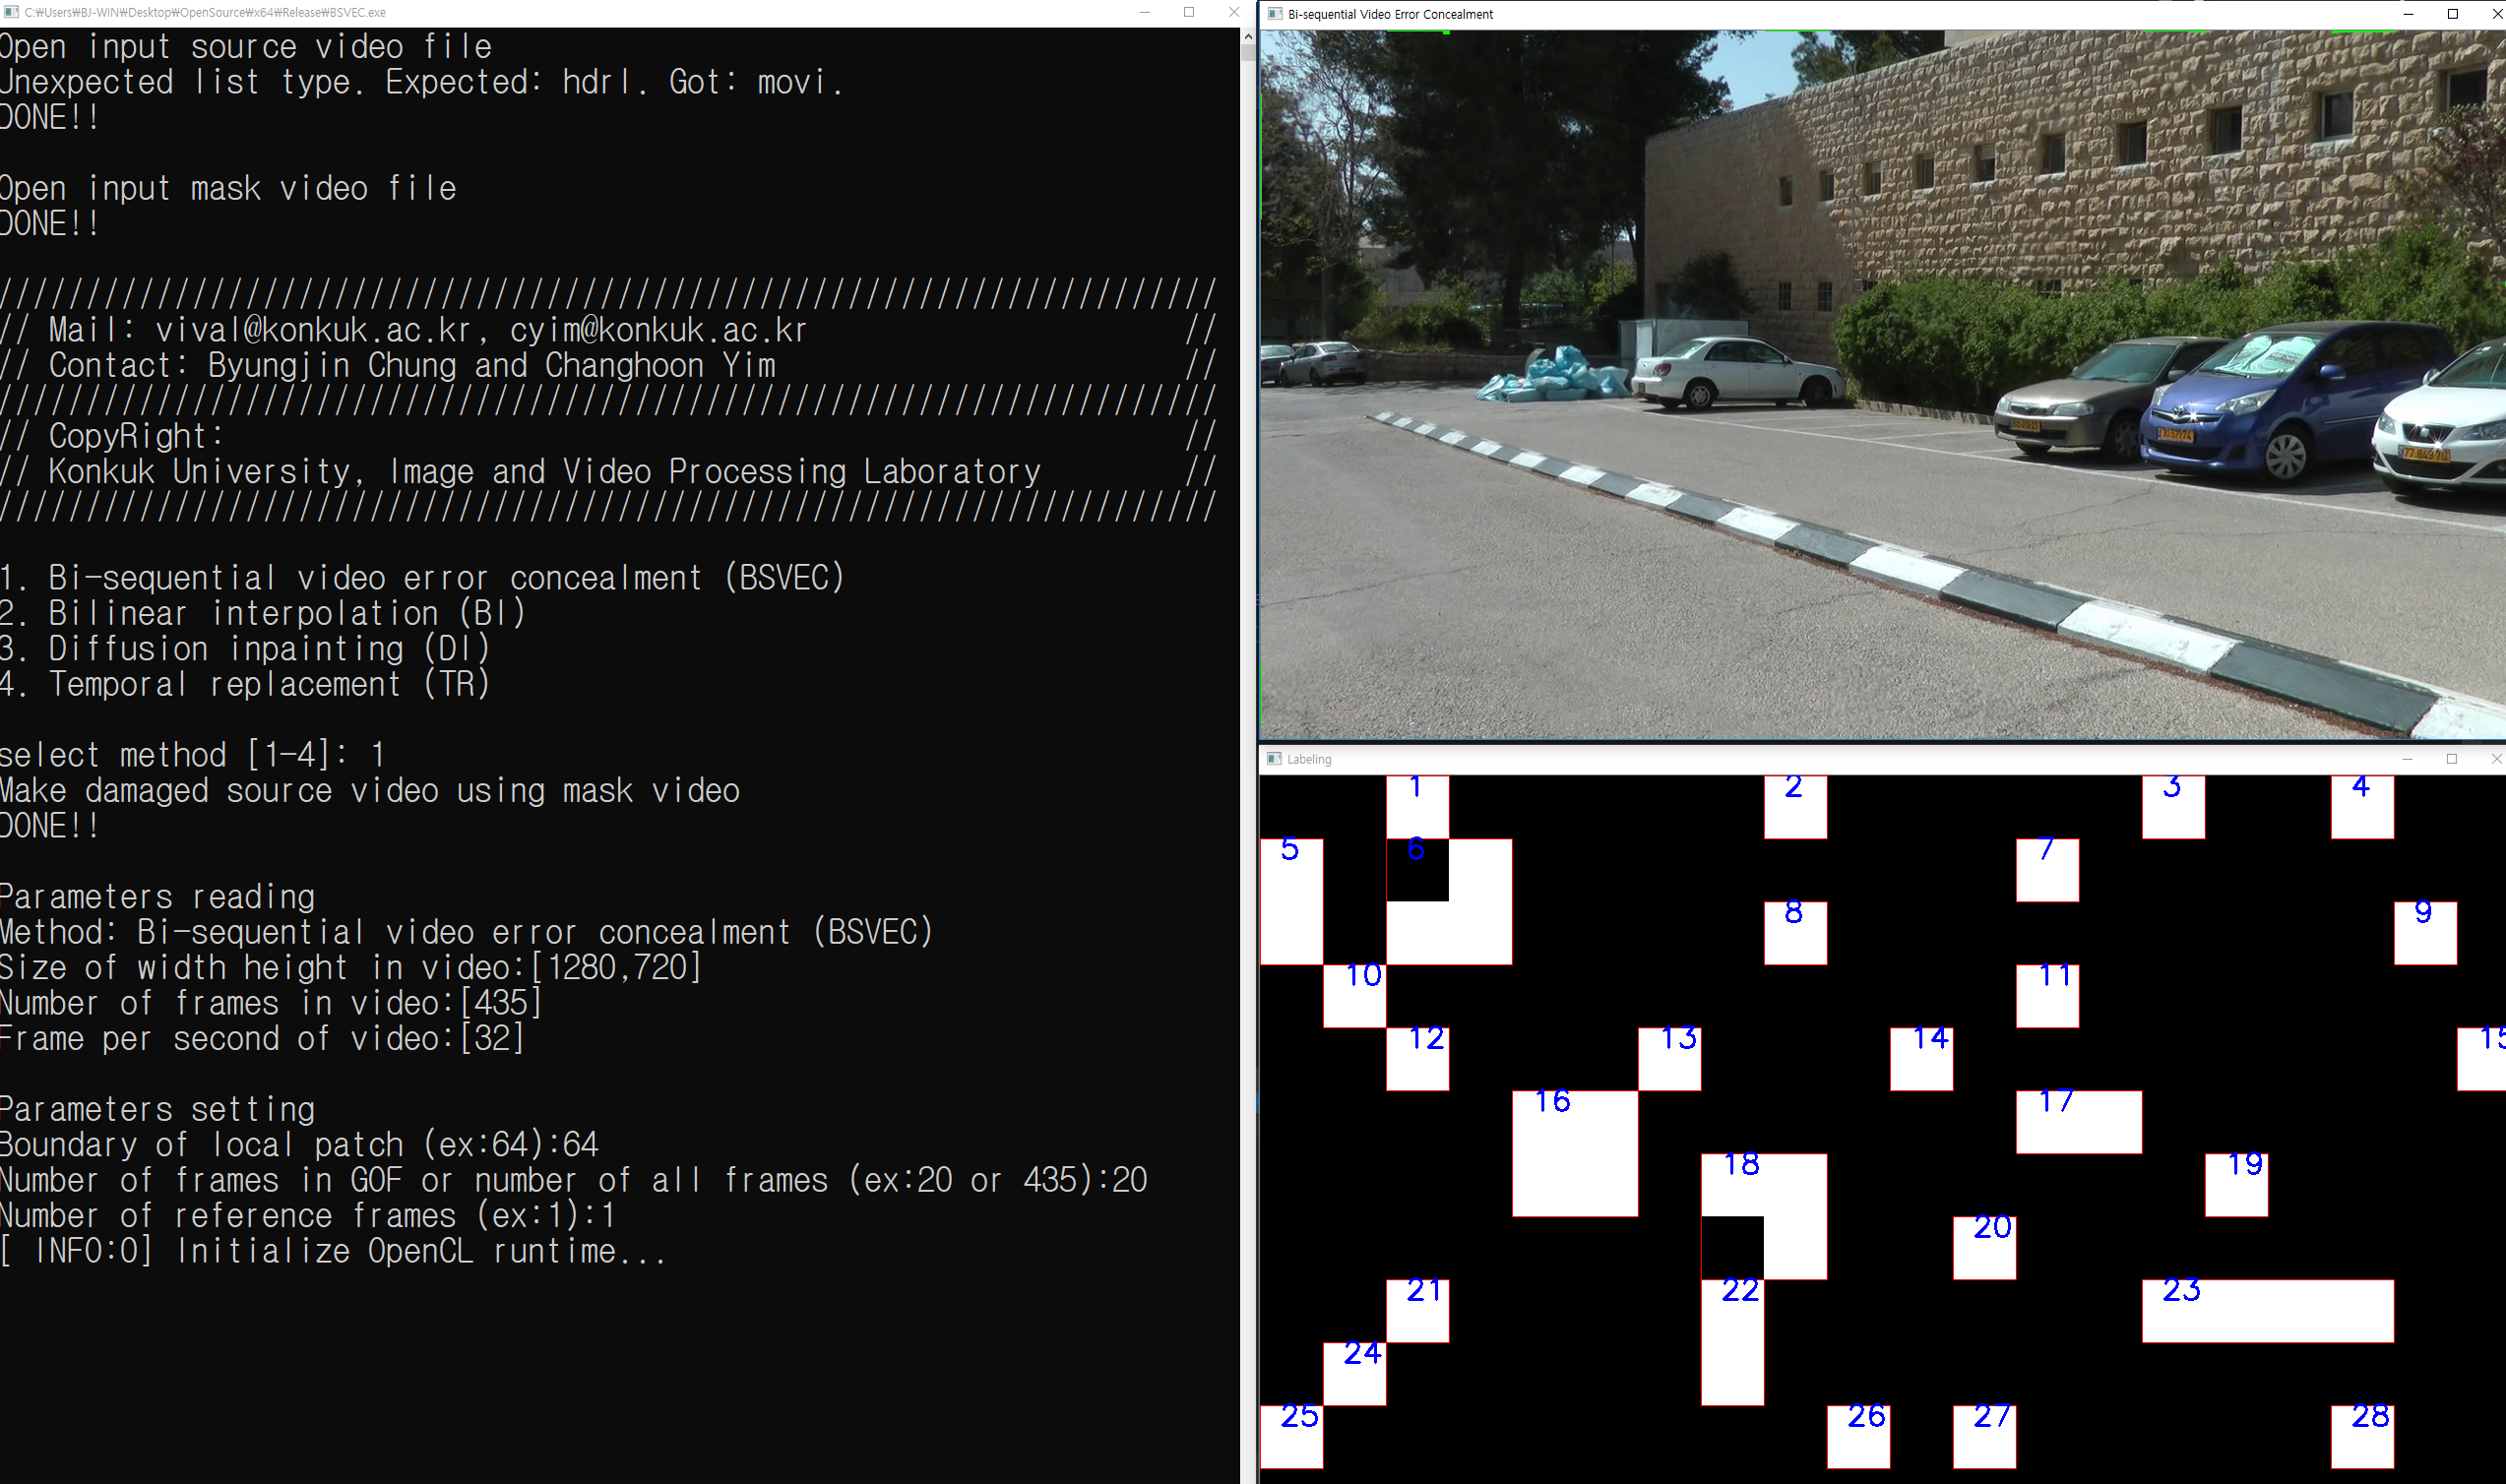 C:₩Users₩BJ-WIN₩Desktop₩OpenSource₩x64₩Release₩BSVEC.exe
Open input source video file
Unexpected list type. Expected: hdrl. Got: movi.
DONE!!
Open input mask video file
DONE!!
/////////////////////////////////////////////////////////////////////
// Mail: vival@konkuk.ac.kr, cyim@konkuk.ac.kr //
// Contact: Byungjin Chung and Changhoon Yim //
/////////////////////////////////////////////////////////////////////
// CopyRight: //
// Konkuk University, Image and Video Processing Laboratory //
/////////////////////////////////////////////////////////////////////
1. Bi-sequential video error concealment (BSVEC)
2. Bilinear interpolation (BI)
3. Diffusion inpainting (DI)
4. Temporal replacement (TR)
select method [1-4]: 1
Make damaged source video using mask video
DONE!!
Parameters reading
Method: Bi-sequential video error concealment (BSVEC)
Size of width height in video:[1280,720]
Number of frames in video:[435]
Frame per second of video:[32]
Parameters setting
Boundary of local patch (ex:64):64
Number of frames in GOF or number of all frames (ex:20 or 435):20
Number of reference frames (ex:1):1
[ INFO:0] Initialize OpenCL runtime...
Bi-sequential Video Error Concealment
77 849 70
Labeling
1 2 3 4
5 6 7
8 9
10 11
12 13 14 15
16 17
18 19
20
21 22 23
24
25 26 27 28